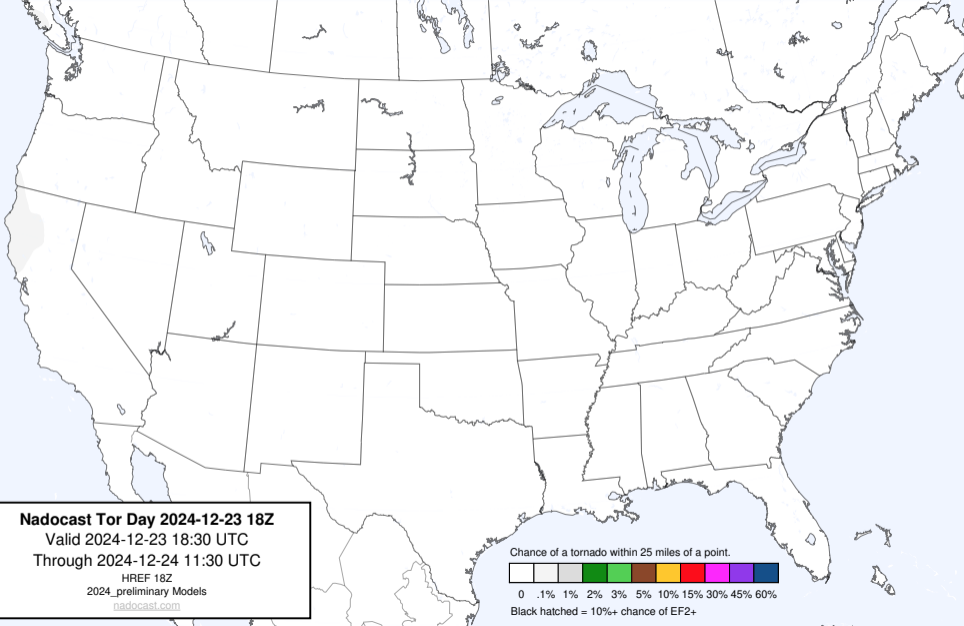 Nadocast Tor Day 2024-12-23 18Z
Valid 2024-12-23 18:30 UTC
Through 2024-12-24 11:30 UTC
HREF 18Z
2024_preliminary Models
nadocast.com
Chance of a tornado within 25 miles of a point.
0 .1% 1% 2% 3% 5% 10% 15% 30% 45% 60%
Black hatched = 10%+ chance of EF2+